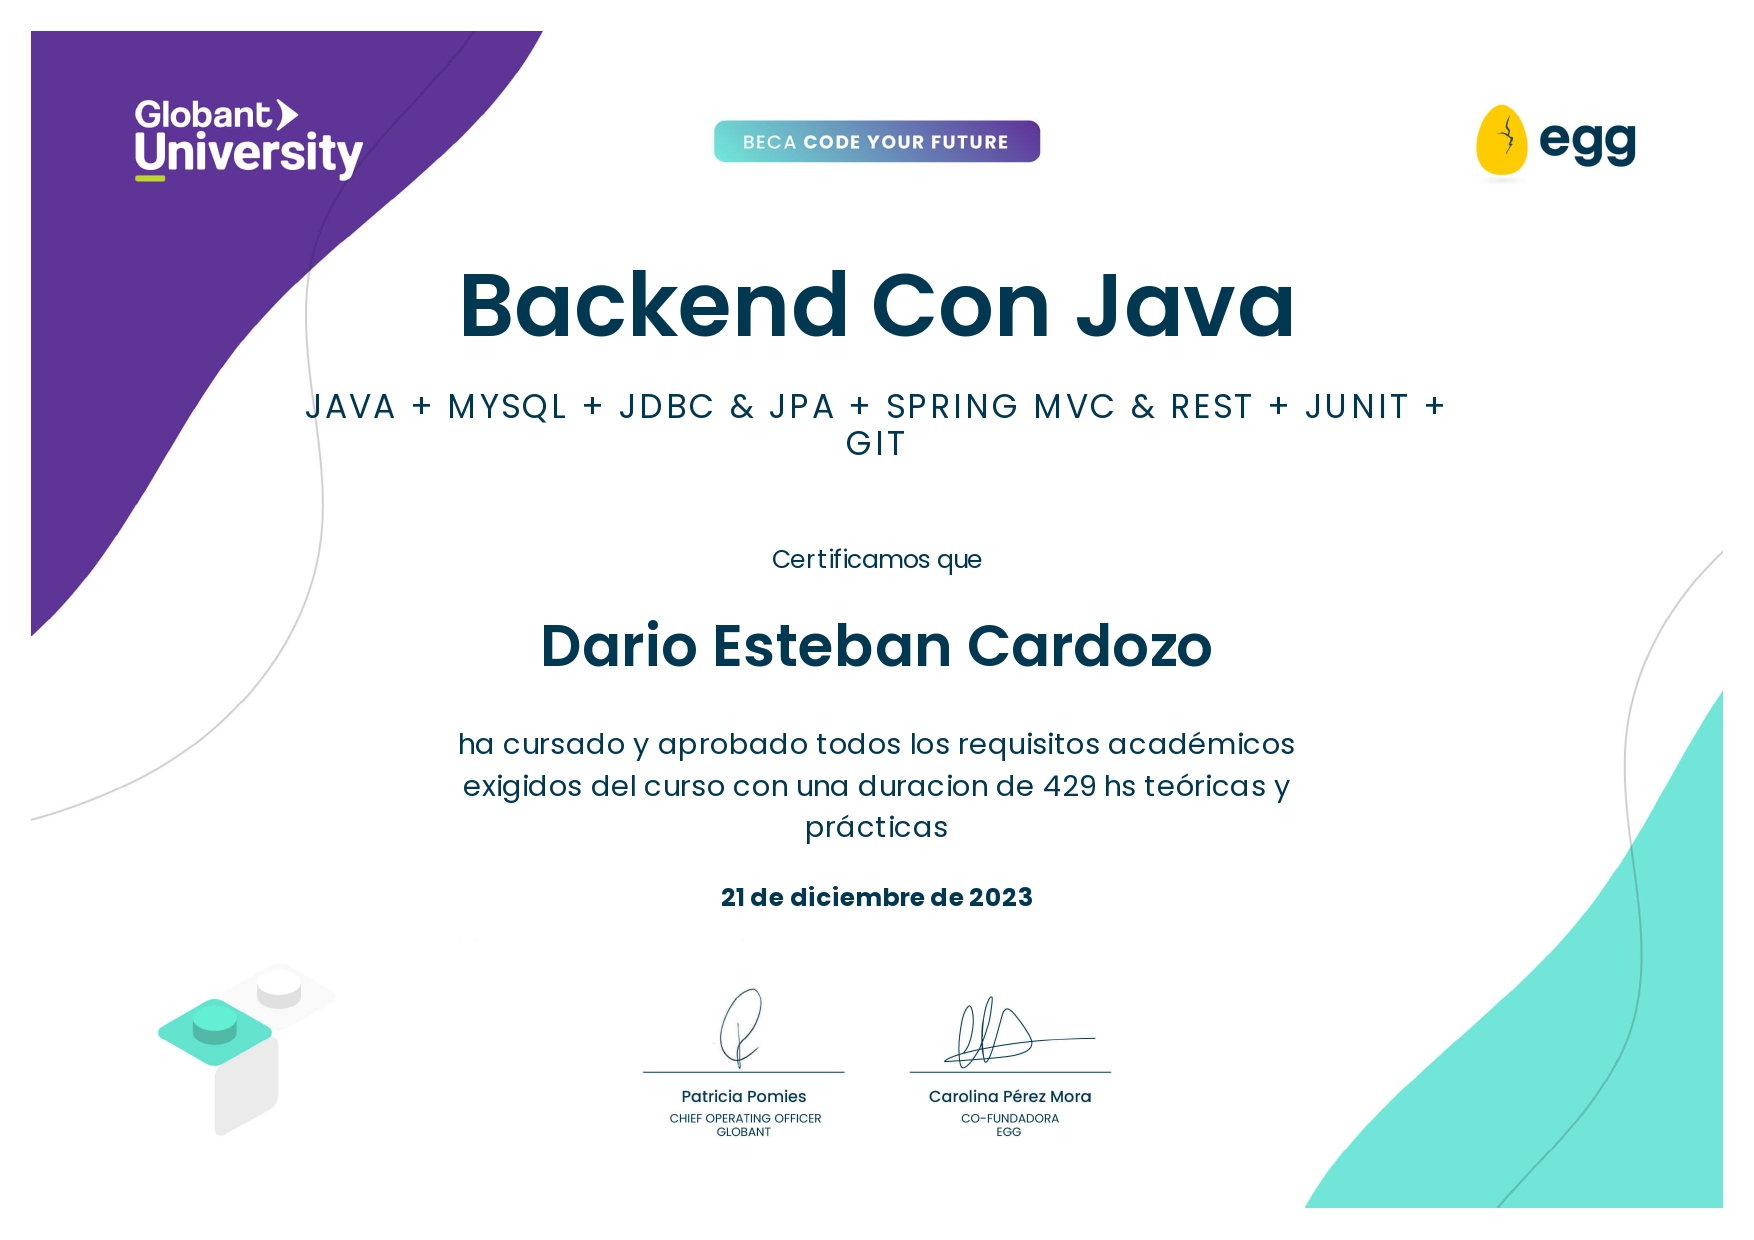 Globant
University
BECA CODE YOUR FUTURE
egg
Backend Con Java
JAVA + MYSQL + JDBC & JPA + SPRING MVC & REST + JUNIT +
GIT
Certificamos que
Dario Esteban Cardozo
ha cursado y aprobado todos los requisitos académicos
exigidos del curso con una duracion de 429 hs teóricas y
prácticas
21 de diciembre de 2023
Patricia Pomies
CHIEF OPERATING OFFICER
GLOBANT
Carolina Pérez Mora
CO-FUNDADORA
EGG